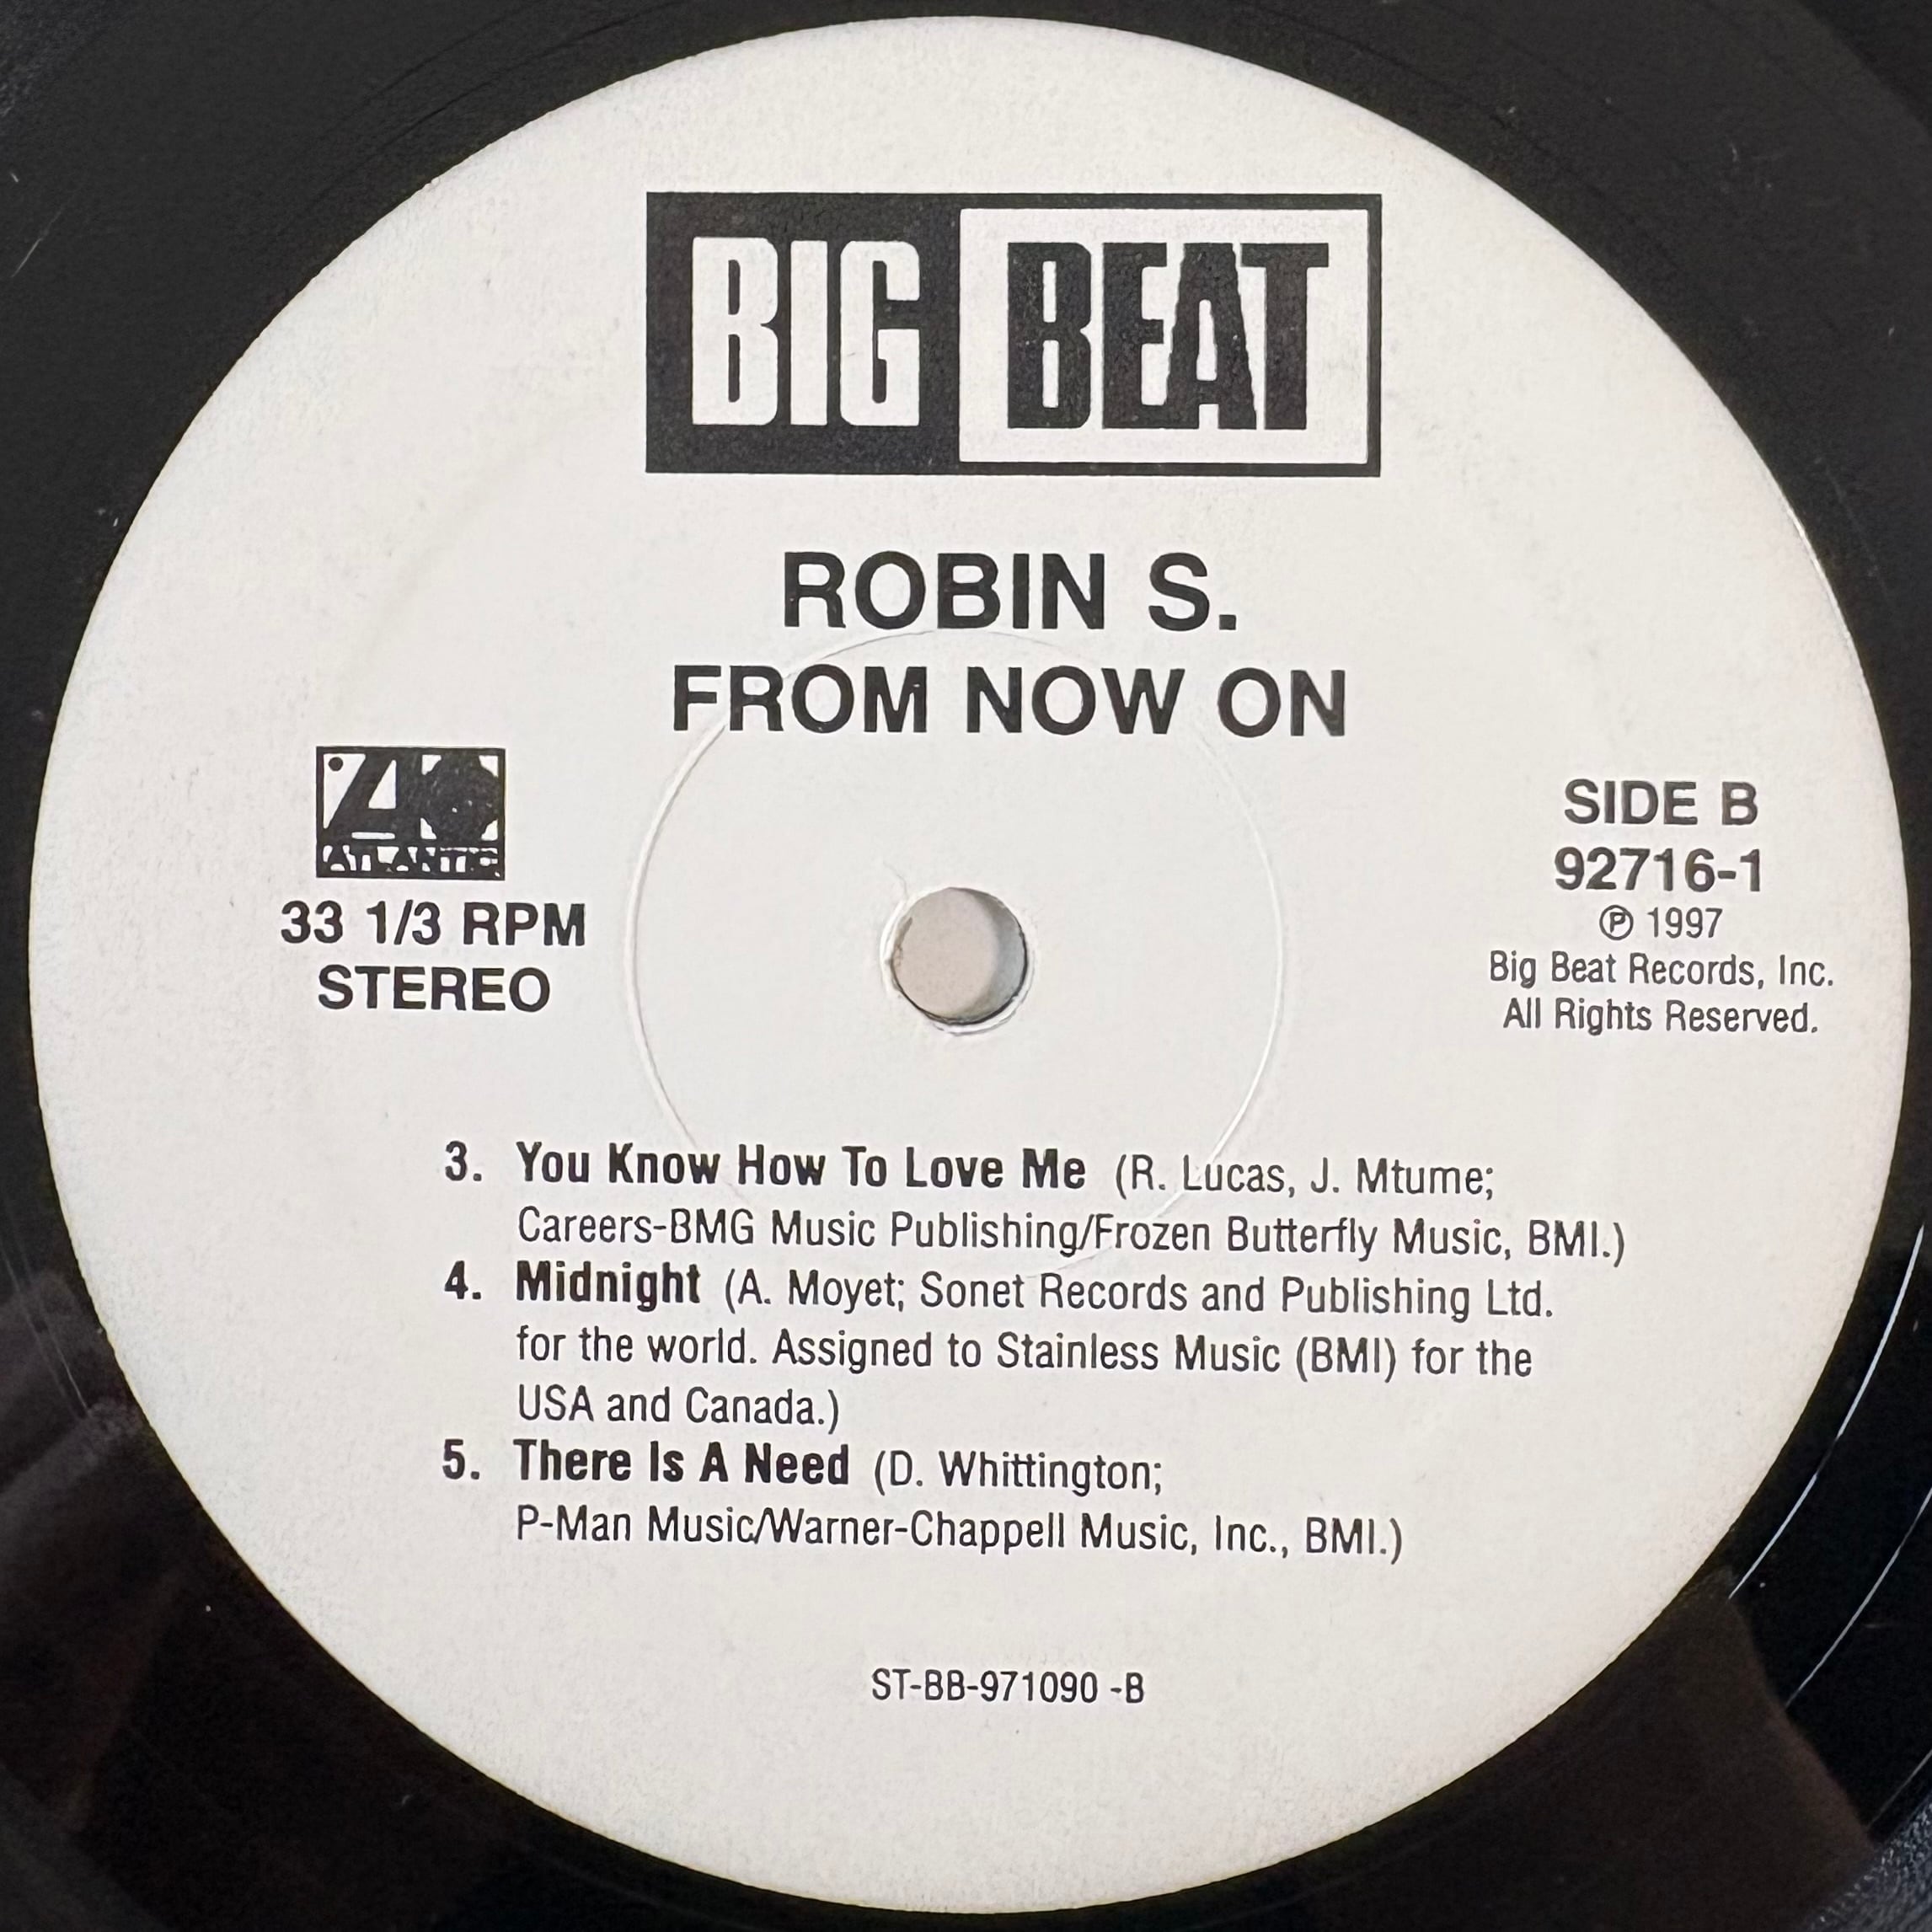 BIG BEAT
ROBIN S.
FROM NOW ON
ATLANTIC
33 1/3 RPM
STEREO
SIDE B
92716-1
℗ 1997
Big Beat Records, Inc.
All Rights Reserved.
3. You Know How To Love Me (R. Lucas, J. Mtume;
Careers-BMG Music Publishing/Frozen Butterfly Music, BMI.)
4. Midnight (A. Moyet; Sonet Records and Publishing Ltd.
for the world. Assigned to Stainless Music (BMI) for the
USA and Canada.)
5. There Is A Need (D. Whittington;
P-Man Music/Warner-Chappell Music, Inc., BMI.)
ST-BB-971090 -B